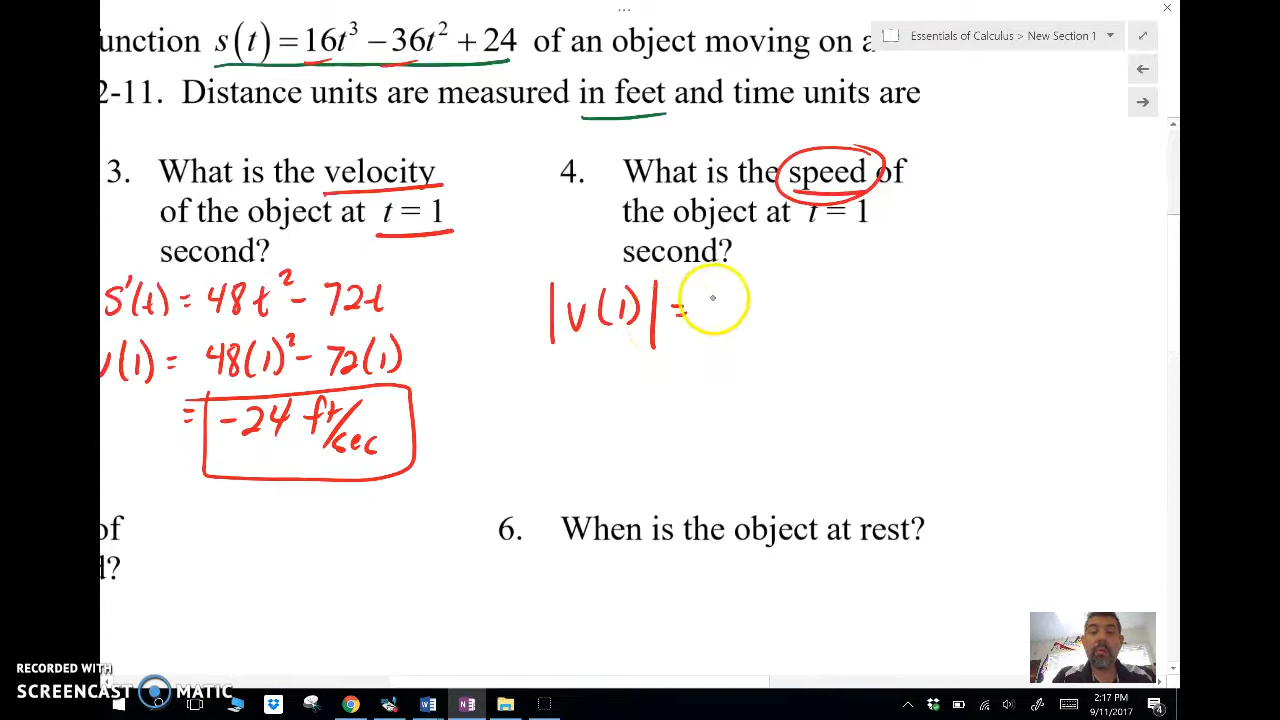 unction s(t) = 16t³ − 36t² + 24 of an object moving on a
Essentials of Calculus > New Section 1
2-11. Distance units are measured in feet and time units are
3. What is the velocity
of the object at t = 1
second?
s'(t) = 48t² - 72t
v(1) = 48(1)² - 72(1)
= -24 ft/sec
4. What is the speed of
the object at t = 1
second?
|v(1)| =
of
d?
6. When is the object at rest?
RECORDED WITH
SCREENCAST MATIC
2:17 PM
9/11/2017
4